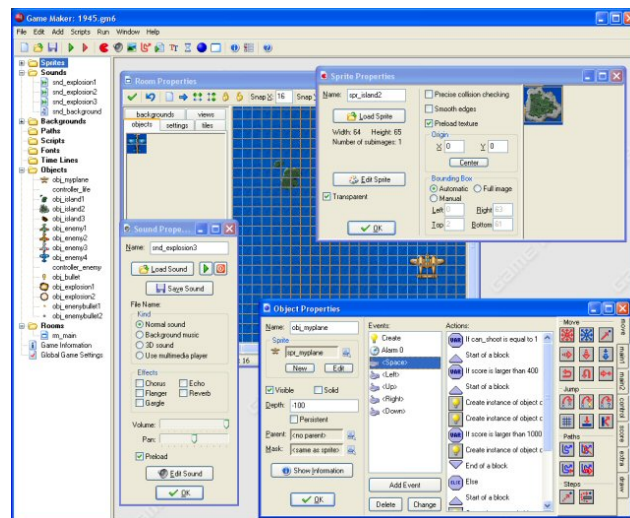 Game Maker: 1945.gm6
File Edit Add Scripts Run Window Help
Sprites
Sounds
snd_explosion1
snd_explosion2
snd_explosion3
snd_background
Backgrounds
Paths
Scripts
Fonts
Time Lines
Objects
obj_myplane
controller_life
obj_island1
obj_island2
obj_island3
obj_enemy1
obj_enemy2
obj_enemy3
obj_enemy4
controller_enemy
obj_bullet
obj_explosion1
obj_explosion2
obj_enemybullet1
obj_enemybullet2
Rooms
rm_main
Game Information
Global Game Settings
Room Properties
Snap X: 16 Snap
backgrounds views
objects settings tiles
Sprite Properties
Name: spr_island2
Load Sprite
Width: 64 Height: 65
Number of subimages: 1
Edit Sprite
Transparent
OK
Precise collision checking
Smooth edges
Preload texture
Origin
X 0 Y 0
Center
Bounding Box
Automatic Full image
Manual
Left 0 Right 63
Top 2 Bottom 61
Sound Prope...
Name: snd_explosion3
Load Sound
Save Sound
File Name:
Kind
Normal sound
Background music
3D sound
Use multimedia player
Effects
Chorus Echo
Flanger Reverb
Gargle
Volume:
Pan:
Preload
Edit Sound
OK
Object Properties
Name: obj_myplane
Sprite
spr_myplane
New Edit
Visible Solid
Depth: -100
Persistent
Parent: <no parent>
Mask: <same as sprite>
Show Information
OK
Events:
Create
Alarm 0
<Space>
<Left>
<Up>
<Right>
<Down>
Add Event
Delete Change
Actions:
If can_shoot is equal to 1
Start of a block
If score is larger than 400
Start of a block
Create instance of object
Create instance of object
If score is larger than 1000
Create instance of object
End of a block
Else
Start of a block
Move
Jump
Paths
Steps
move
main1
main2
control
score
extra
draw